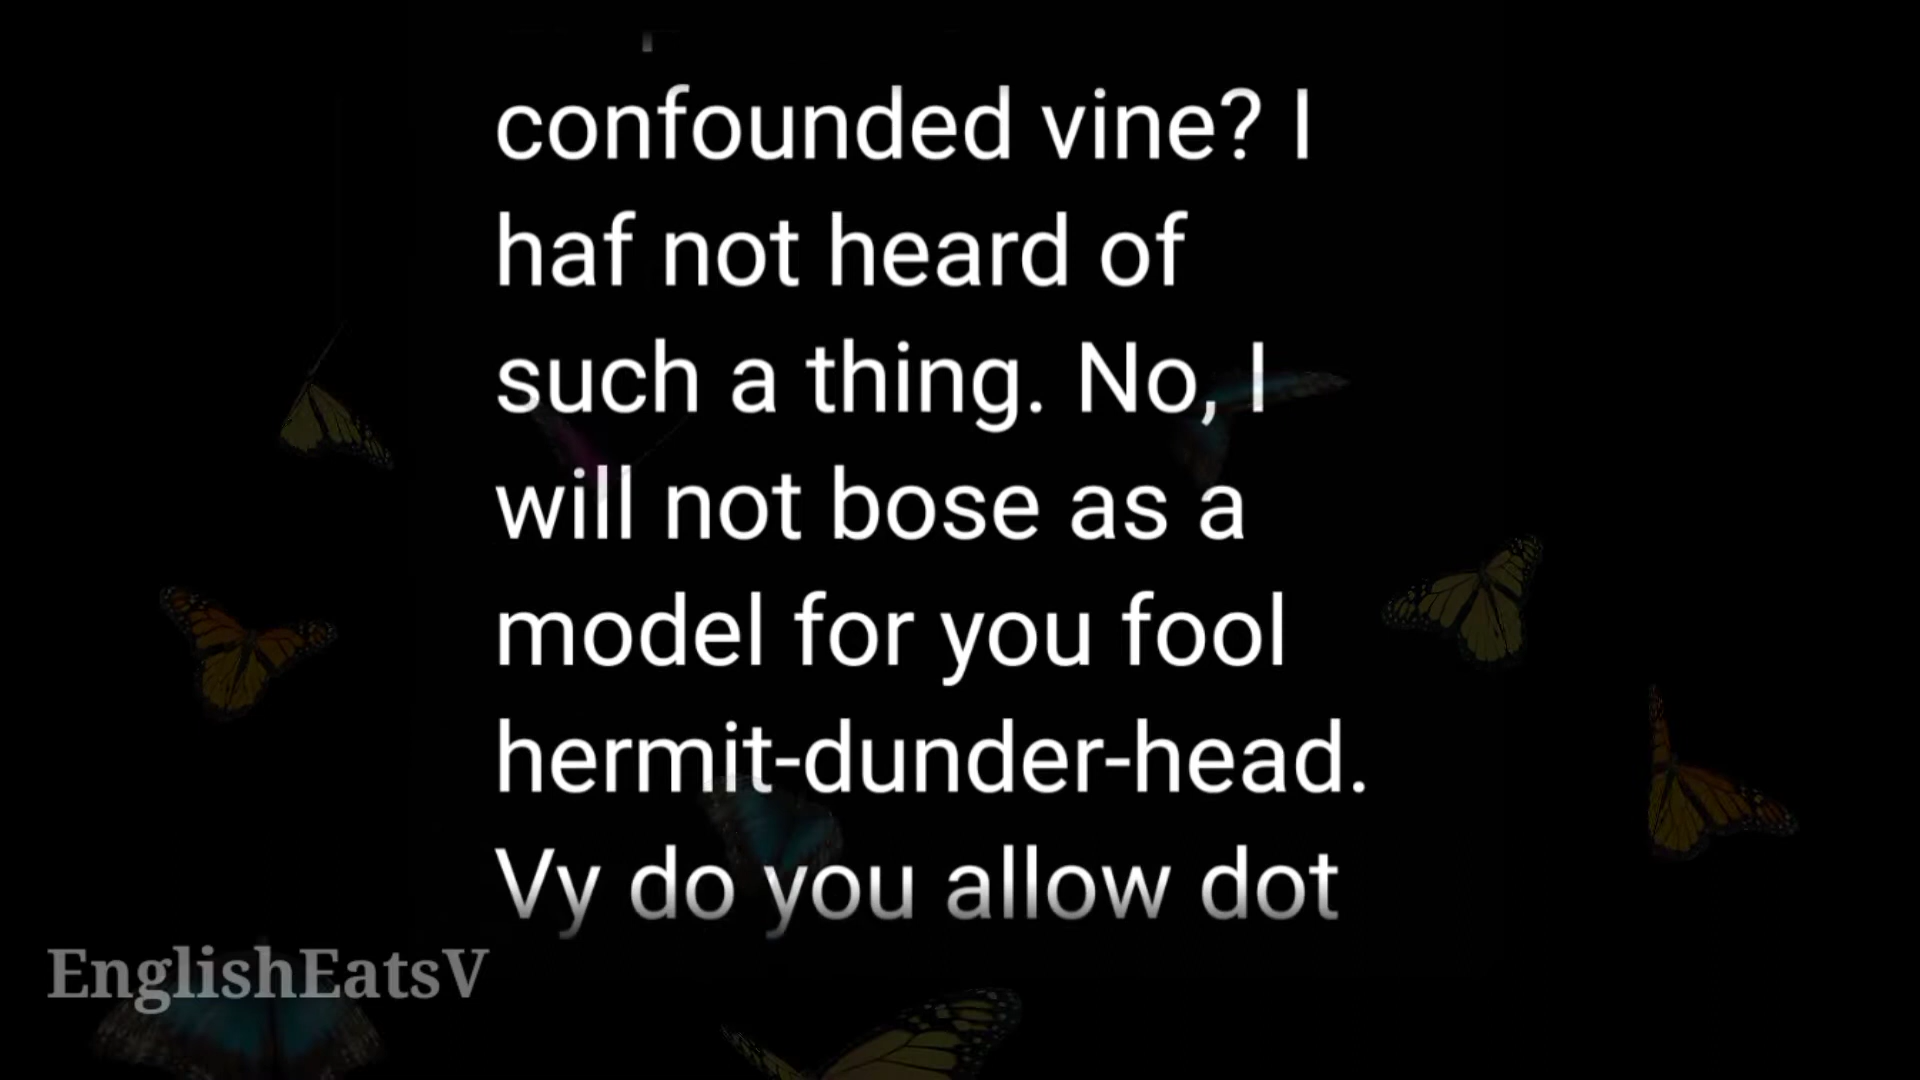 confounded vine? I
haf not heard of
such a thing. No, I
will not bose as a
model for you fool
hermit-dunder-head.
Vy do you allow dot
EnglishEatsV